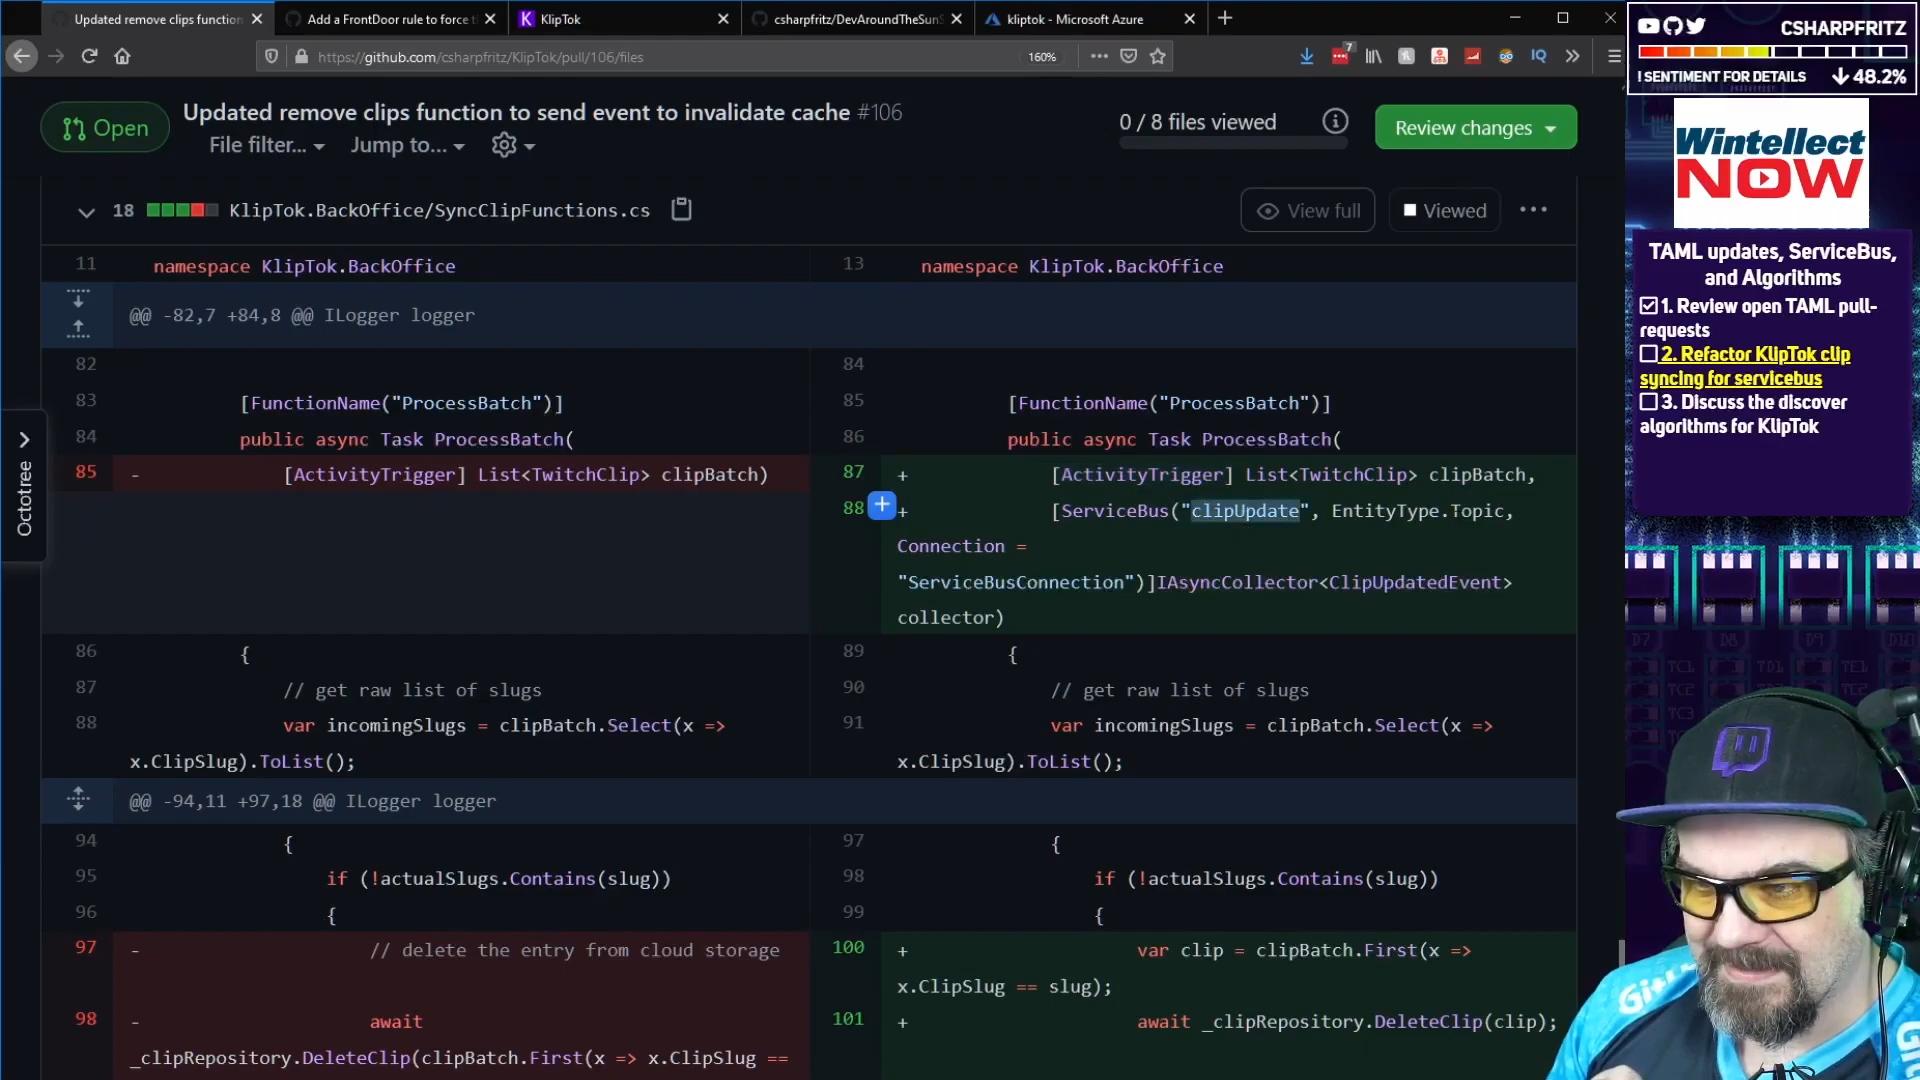 Updated remove clips function
Add a FrontDoor rule to force t
KlipTok
csharpfritz/DevAroundTheSun
kliptok - Microsoft Azure
https://github.com/csharpfritz/KlipTok/pull/106/files
160%
7
IQ
Open
Updated remove clips function to send event to invalidate cache #106
File filter...
Jump to...
0 / 8 files viewed
Review changes
18
KlipTok.BackOffice/SyncClipFunctions.cs
View full
Viewed
Octotree
11 namespace KlipTok.BackOffice
13 namespace KlipTok.BackOffice
@@ -82,7 +84,8 @@ ILogger logger
82
84
83 [FunctionName("ProcessBatch")]
85 [FunctionName("ProcessBatch")]
84 public async Task ProcessBatch(
86 public async Task ProcessBatch(
85 - [ActivityTrigger] List<TwitchClip> clipBatch)
87 + [ActivityTrigger] List<TwitchClip> clipBatch,
88 + [ServiceBus("clipUpdate", EntityType.Topic,
Connection =
"ServiceBusConnection")]IAsyncCollector<ClipUpdatedEvent>
collector)
86 {
89 {
87 // get raw list of slugs
90 // get raw list of slugs
88 var incomingSlugs = clipBatch.Select(x =>
x.ClipSlug).ToList();
91 var incomingSlugs = clipBatch.Select(x =>
x.ClipSlug).ToList();
@@ -94,11 +97,18 @@ ILogger logger
94 {
97 {
95 if (!actualSlugs.Contains(slug))
98 if (!actualSlugs.Contains(slug))
96 {
99 {
97 - // delete the entry from cloud storage
100 + var clip = clipBatch.First(x =>
x.ClipSlug == slug);
98 - await
_clipRepository.DeleteClip(clipBatch.First(x => x.ClipSlug ==
101 + await _clipRepository.DeleteClip(clip);
CSHARPFRITZ
! SENTIMENT FOR DETAILS
48.2%
Wintellect
NOW
TAML updates, ServiceBus,
and Algorithms
1. Review open TAML pull-
requests
2. Refactor KlipTok clip
syncing for servicebus
3. Discuss the discover
algorithms for KlipTok